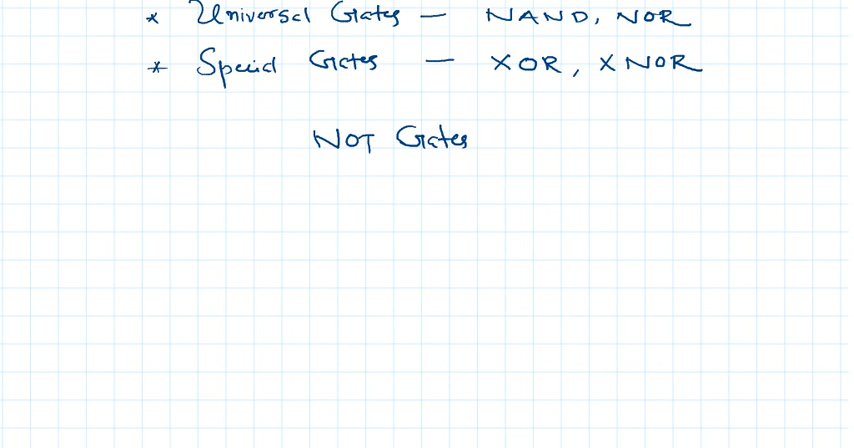 * Universal Gates — NAND, NOR
* Special Gates — XOR, XNOR
NOT Gates